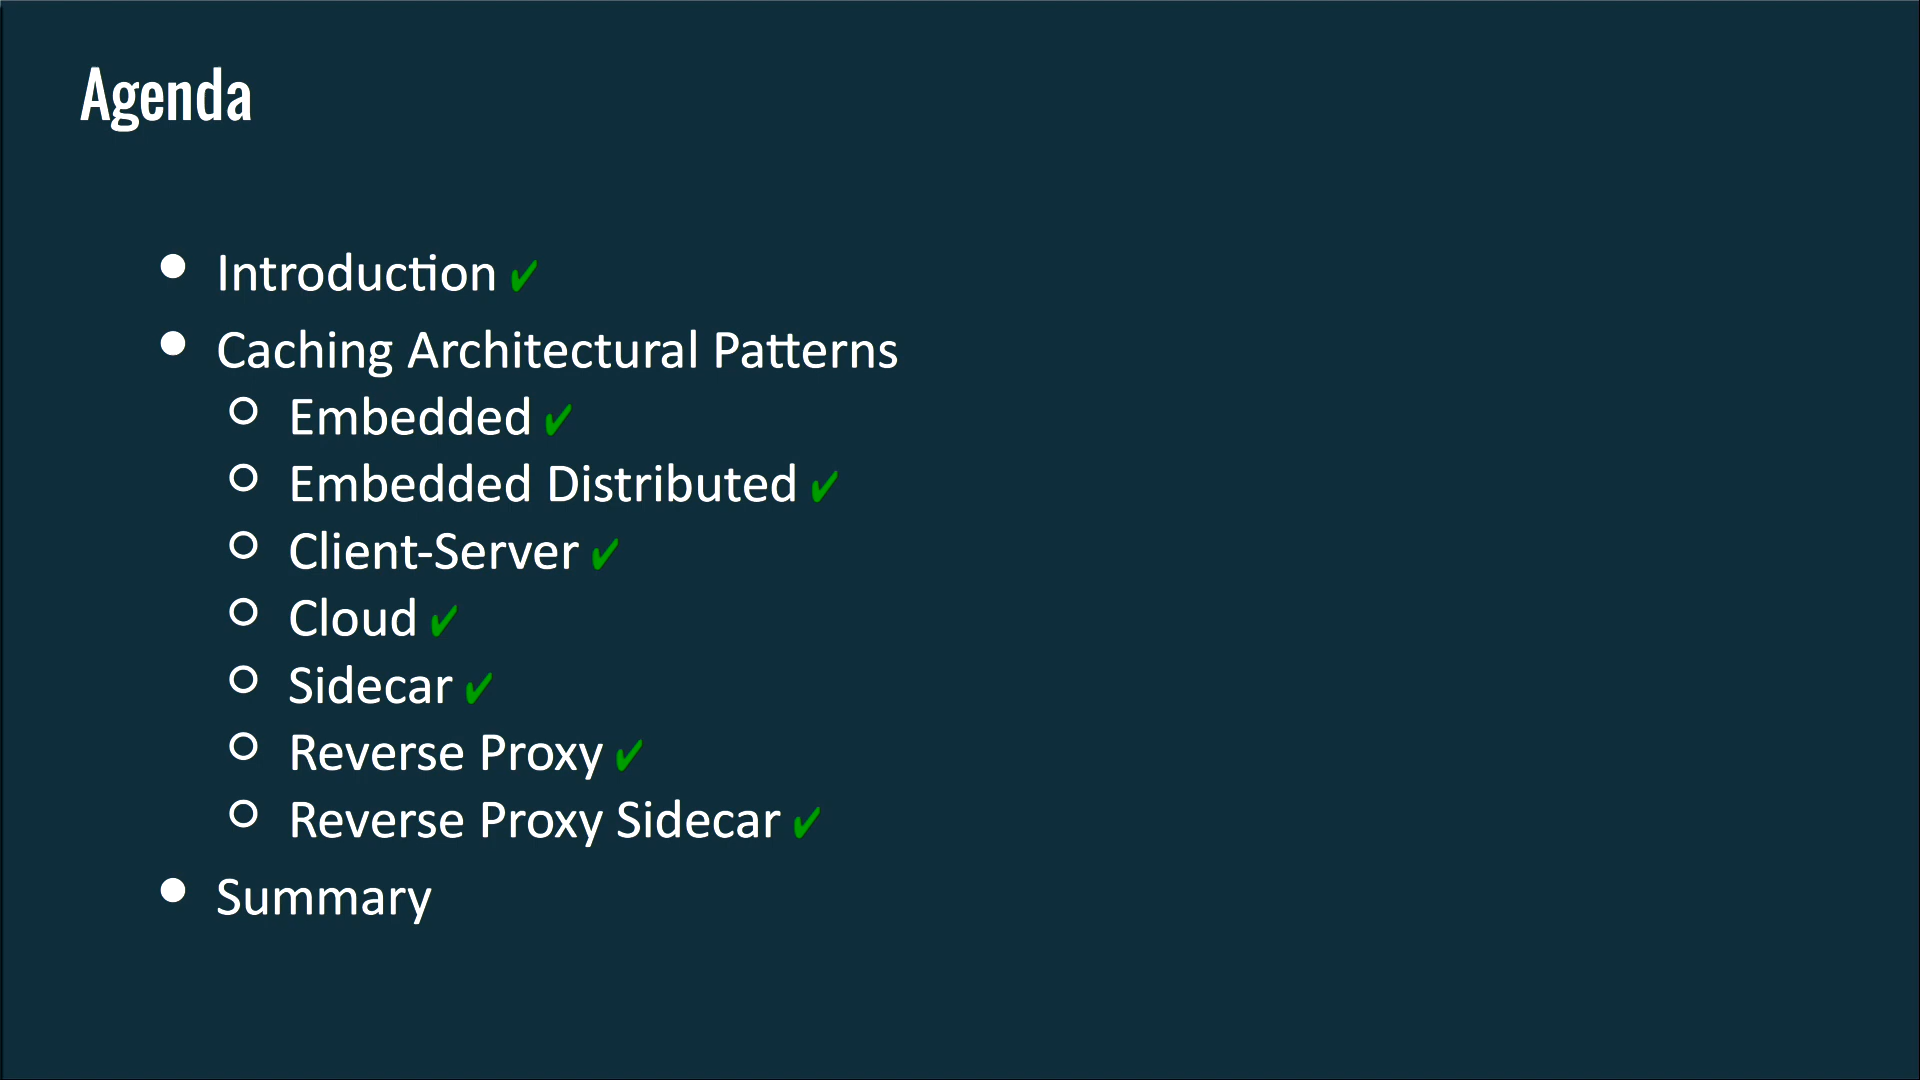 Agenda
● Introduction ✔
● Caching Architectural Patterns
○ Embedded ✔
○ Embedded Distributed ✔
○ Client-Server ✔
○ Cloud ✔
○ Sidecar ✔
○ Reverse Proxy ✔
○ Reverse Proxy Sidecar ✔
● Summary